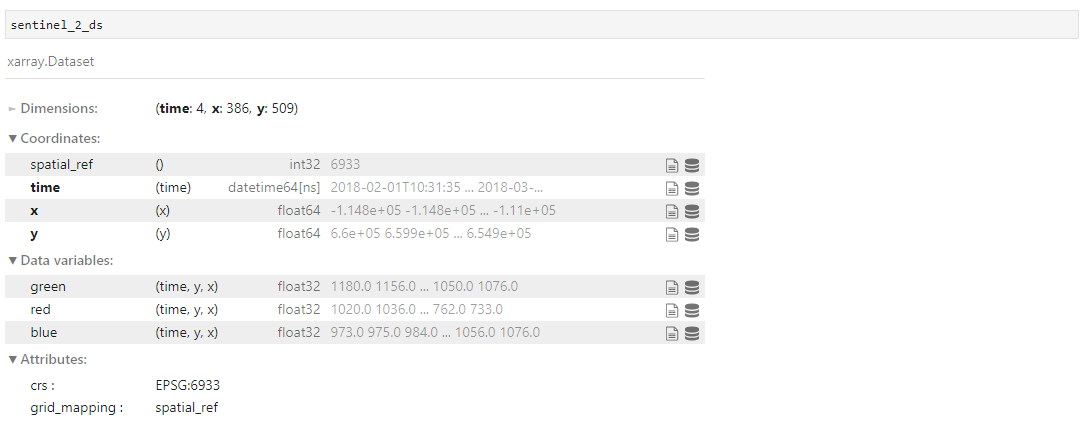 sentinel_2_ds
xarray.Dataset
► Dimensions: (time: 4, x: 386, y: 509)
▼ Coordinates:
spatial_ref () int32 6933
time (time) datetime64[ns] 2018-02-01T10:31:35 ... 2018-03-...
x (x) float64 -1.148e+05 -1.148e+05 ... -1.11e+05
y (y) float64 6.6e+05 6.599e+05 ... 6.549e+05
▼ Data variables:
green (time, y, x) float32 1180.0 1156.0 ... 1050.0 1076.0
red (time, y, x) float32 1020.0 1036.0 ... 762.0 733.0
blue (time, y, x) float32 973.0 975.0 984.0 ... 1056.0 1076.0
▼ Attributes:
crs : EPSG:6933
grid_mapping : spatial_ref